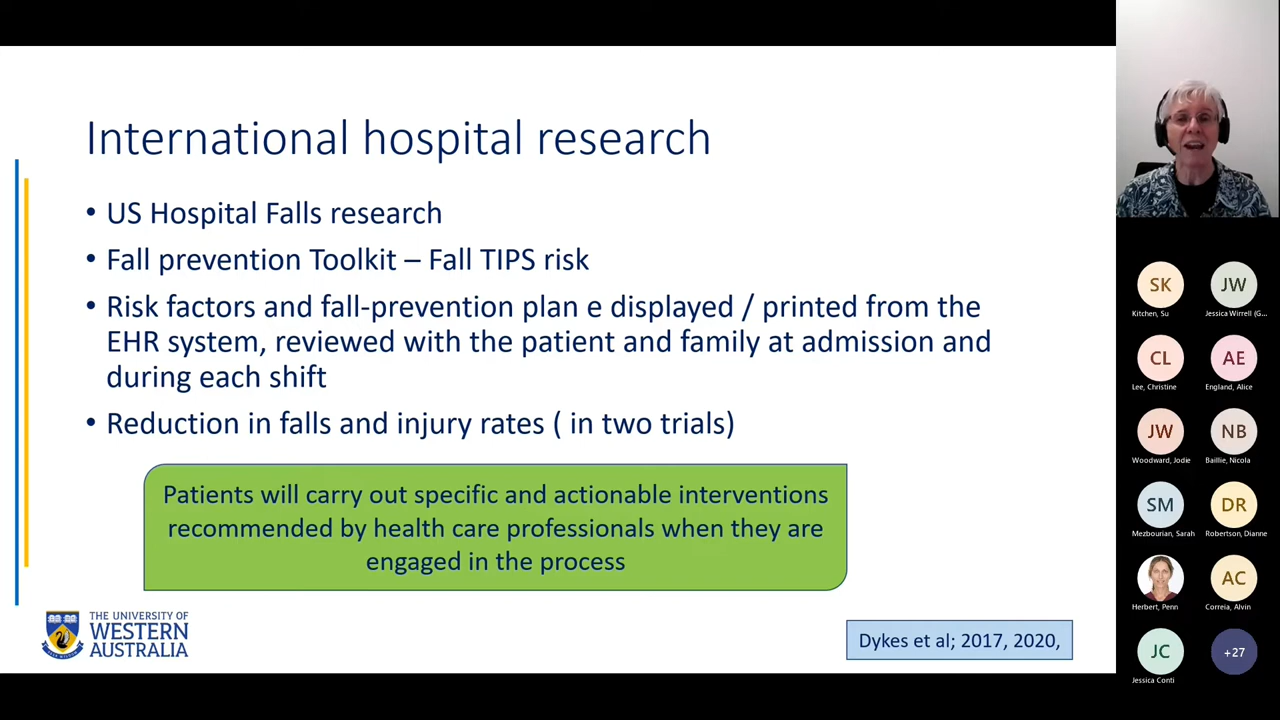 International hospital research
• US Hospital Falls research
• Fall prevention Toolkit – Fall TIPS risk
• Risk factors and fall-prevention plan e displayed / printed from the
EHR system, reviewed with the patient and family at admission and
during each shift
• Reduction in falls and injury rates ( in two trials)
Patients will carry out specific and actionable interventions
recommended by health care professionals when they are
engaged in the process
THE UNIVERSITY OF
WESTERN
AUSTRALIA
Dykes et al; 2017, 2020,
SK
Kitchen, Su
JW
Jessica Wirrell (G...
CL
Lee, Christine
AE
England, Alice
JW
Woodward, Jodie
NB
Baillie, Nicola
SM
Mezbourian, Sarah
DR
Robertson, Dianne
Herbert, Penn
AC
Correia, Alvin
JC
Jessica Conti
+27